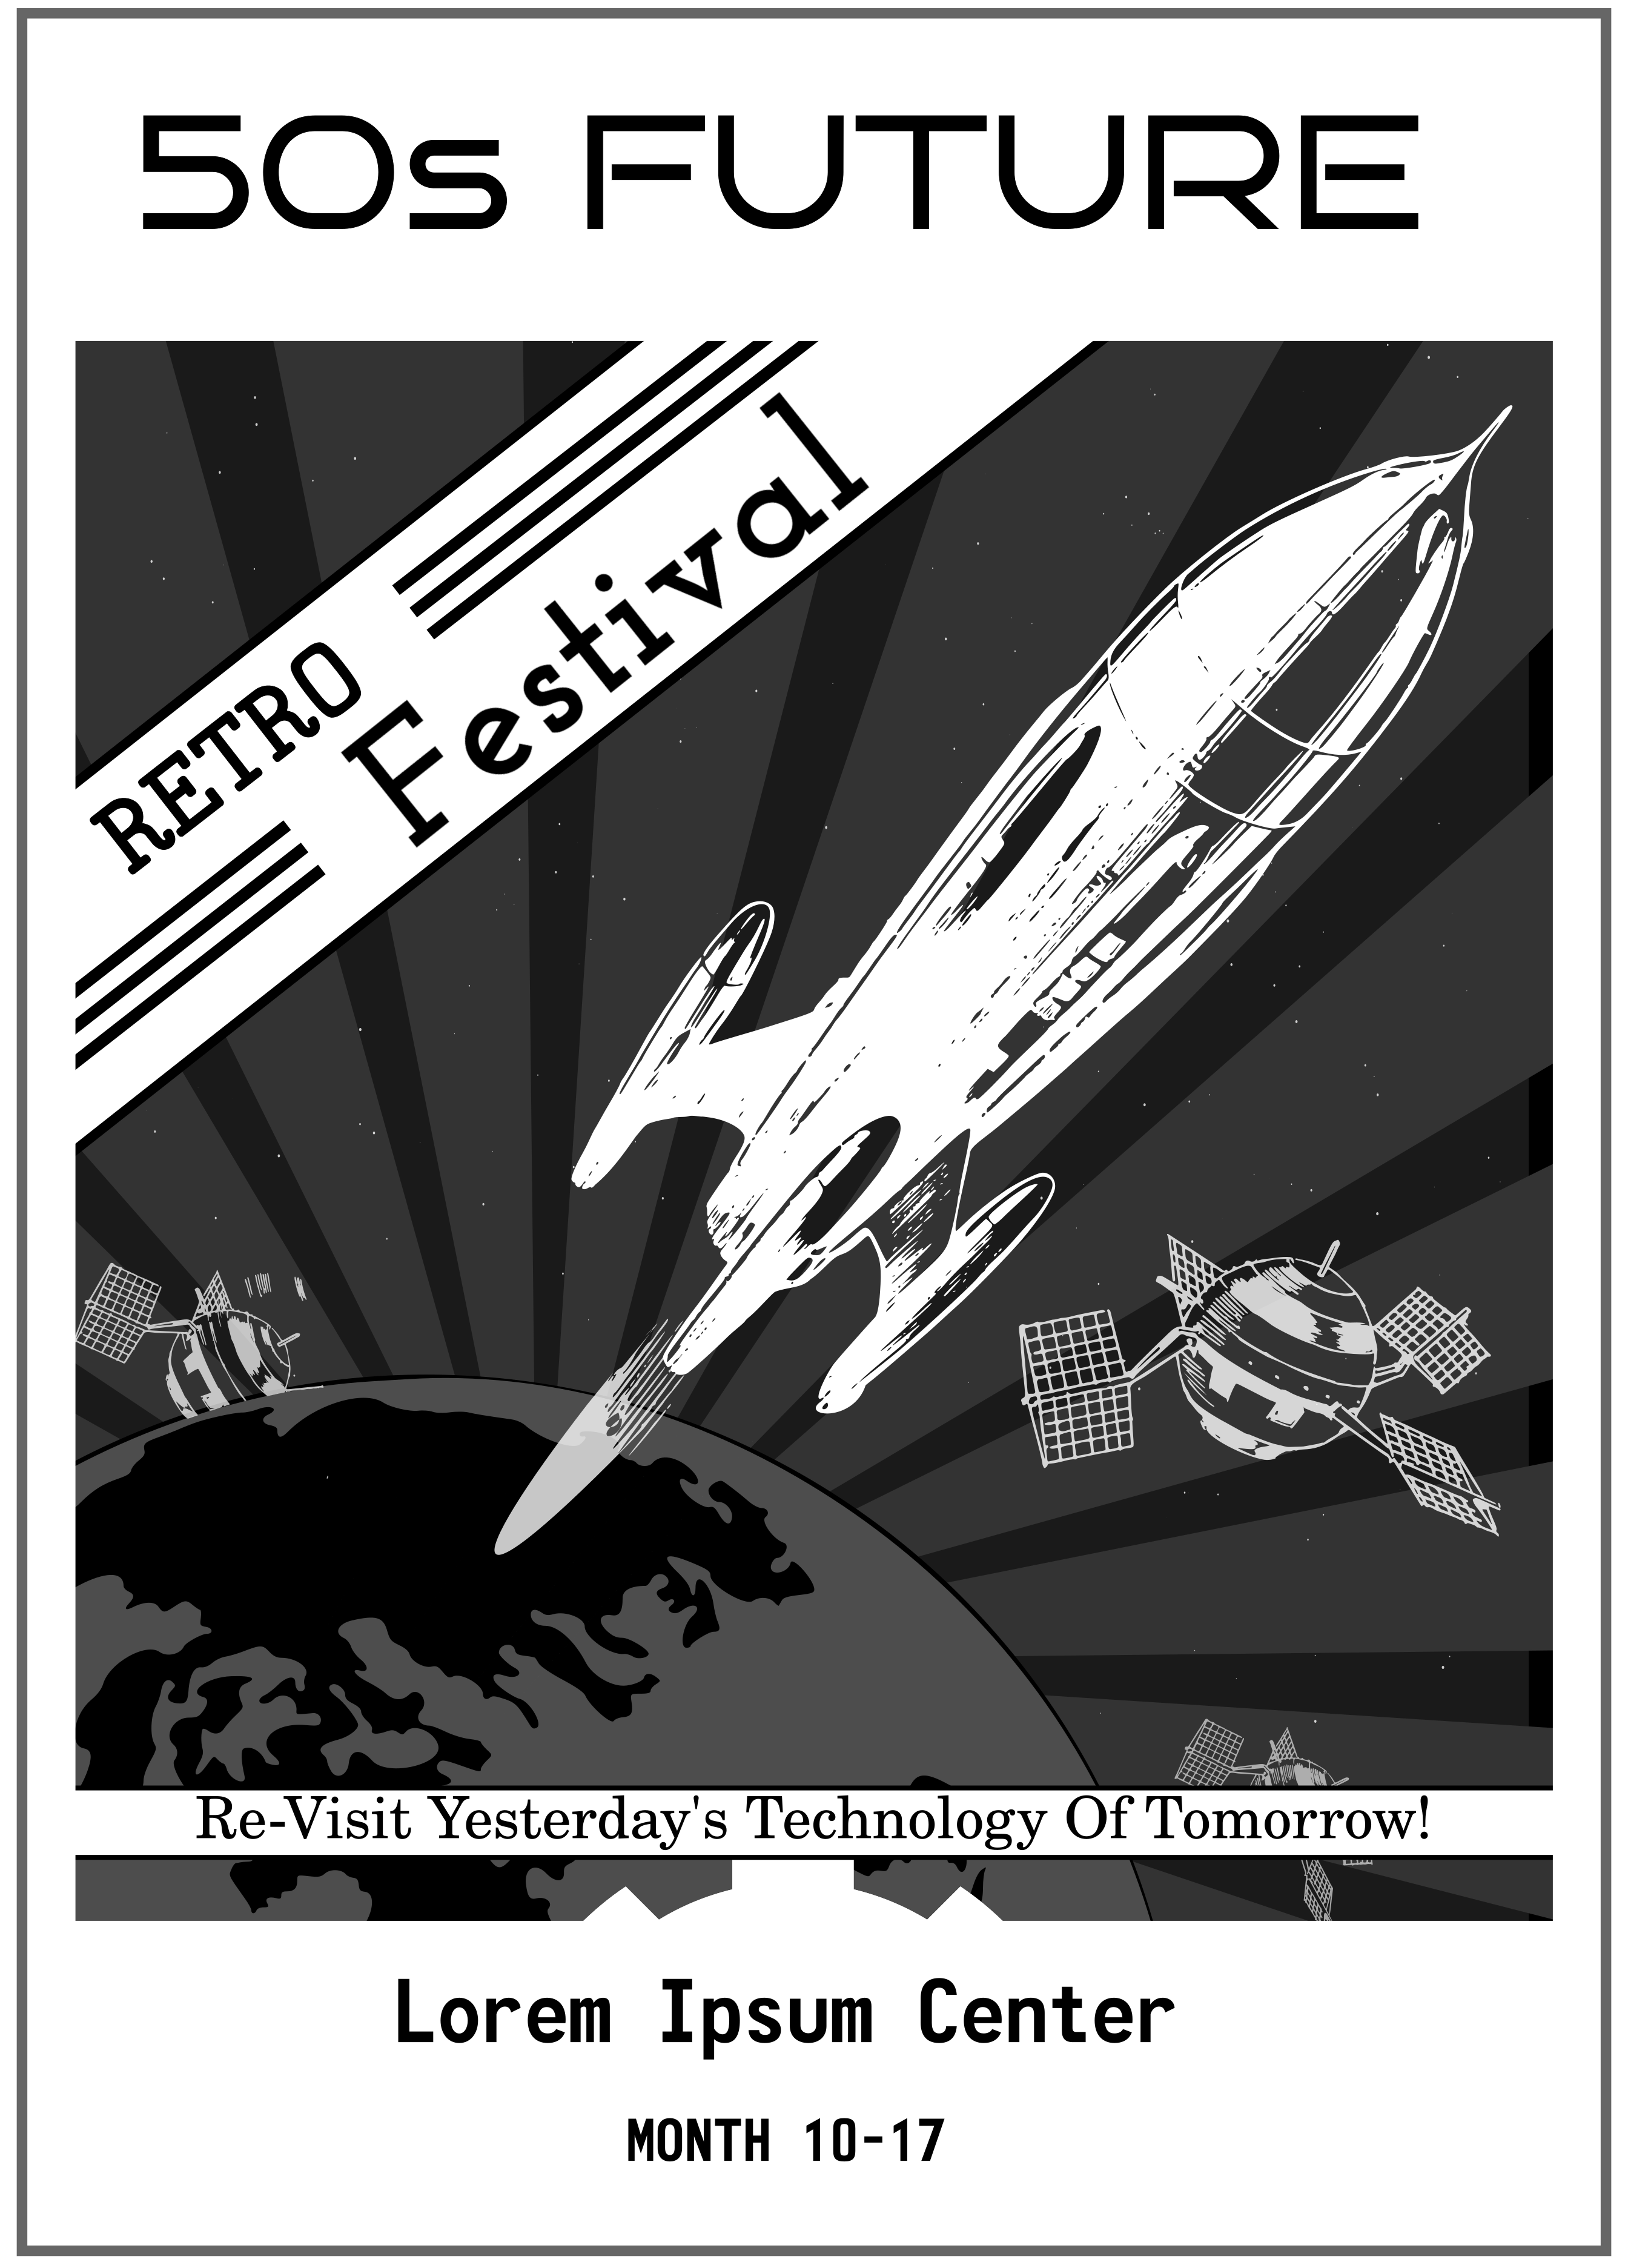 50s FUTURE
RETRO
Festival
Re-Visit Yesterday's Technology Of Tomorrow!
Lorem Ipsum Center
MONTH 10-17